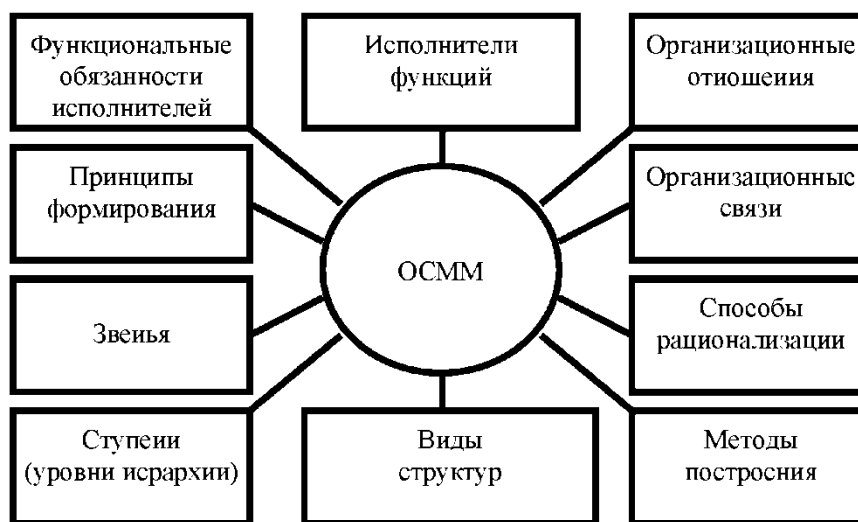 Функциональные
обязанности
исполнителей
Исполнители
функций
Организационные
отиошеиия
Принципы
формирования
Организационные
связи
ОСММ
Звеиья
Способы
рационализации
Ступеии
(уровни исрархии)
Виды
структур
Методы
постросния